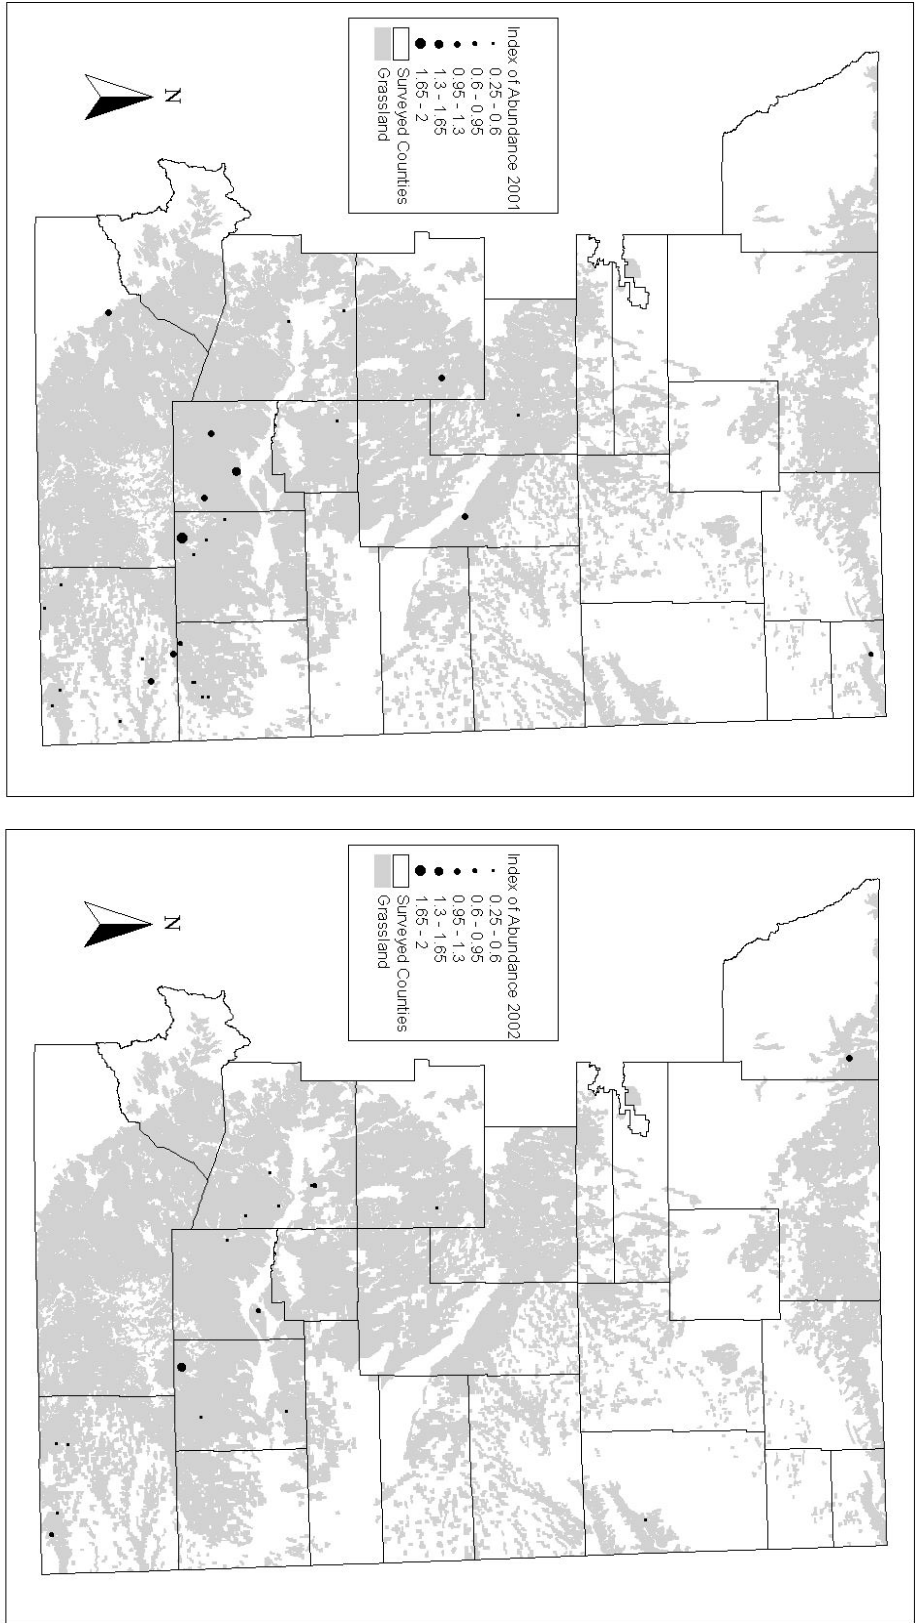 Index of Abundance 2001
0.25 - 0.6
0.6 - 0.95
0.95 - 1.3
1.3 - 1.65
1.65 - 2
Surveyed Counties
Grassland
N
Index of Abundance 2002
0.25 - 0.6
0.6 - 0.95
0.95 - 1.3
1.3 - 1.65
1.65 - 2
Surveyed Counties
Grassland
N